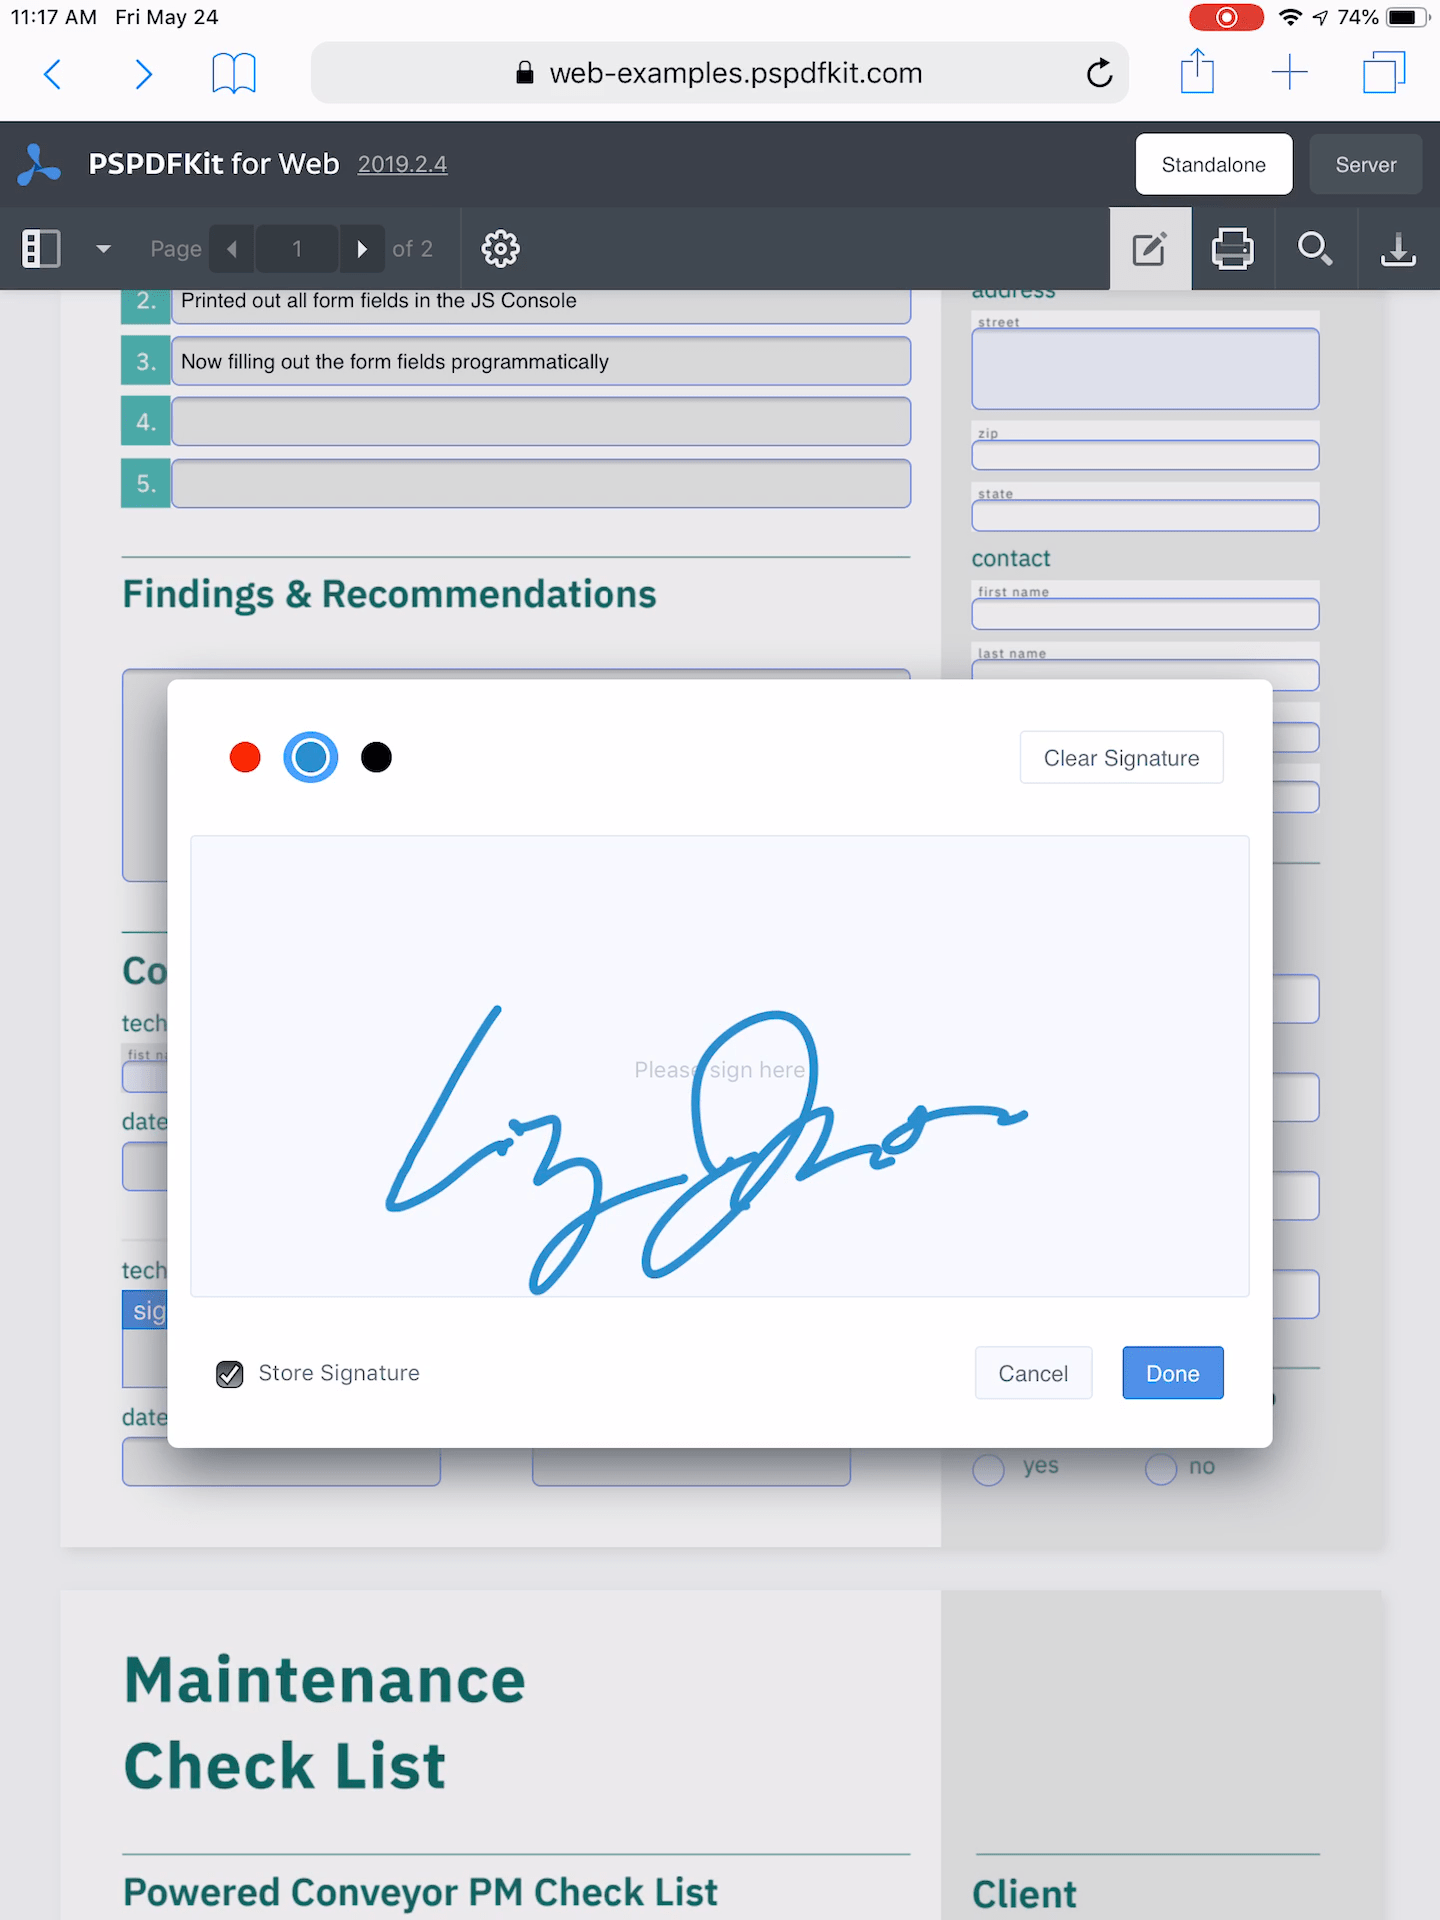 11:17 AM Fri May 24
74%
web-examples.pspdfkit.com
PSPDFKit for Web 2019.2.4
Standalone
Server
Page 1 of 2
2. Printed out all form fields in the JS Console
3. Now filling out the form fields programmatically
4.
5.
Findings & Recommendations
address
street
zip
state
contact
first name
last name
Clear Signature
Please sign here
Store Signature
Cancel
Done
Co
tech
fist na
date
tech
sig
date
yes
no
Maintenance
Check List
Powered Conveyor PM Check List
Client